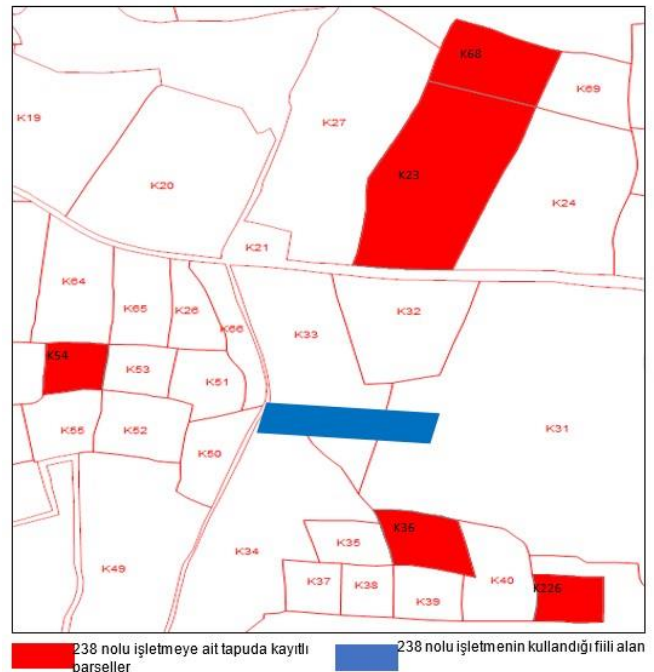 K68
K69
K19
K27
K23
K20
K24
K21
K64
K65
K26
K66
K33
K32
K54
K53
K51
K31
K55
K52
K50
K36
K49
K34
K35
K37
K38
K39
K40
K226
238 nolu işletmeye ait tapuda kayıtlı
parseller
238 nolu işletmenin kullandığı fiili alan